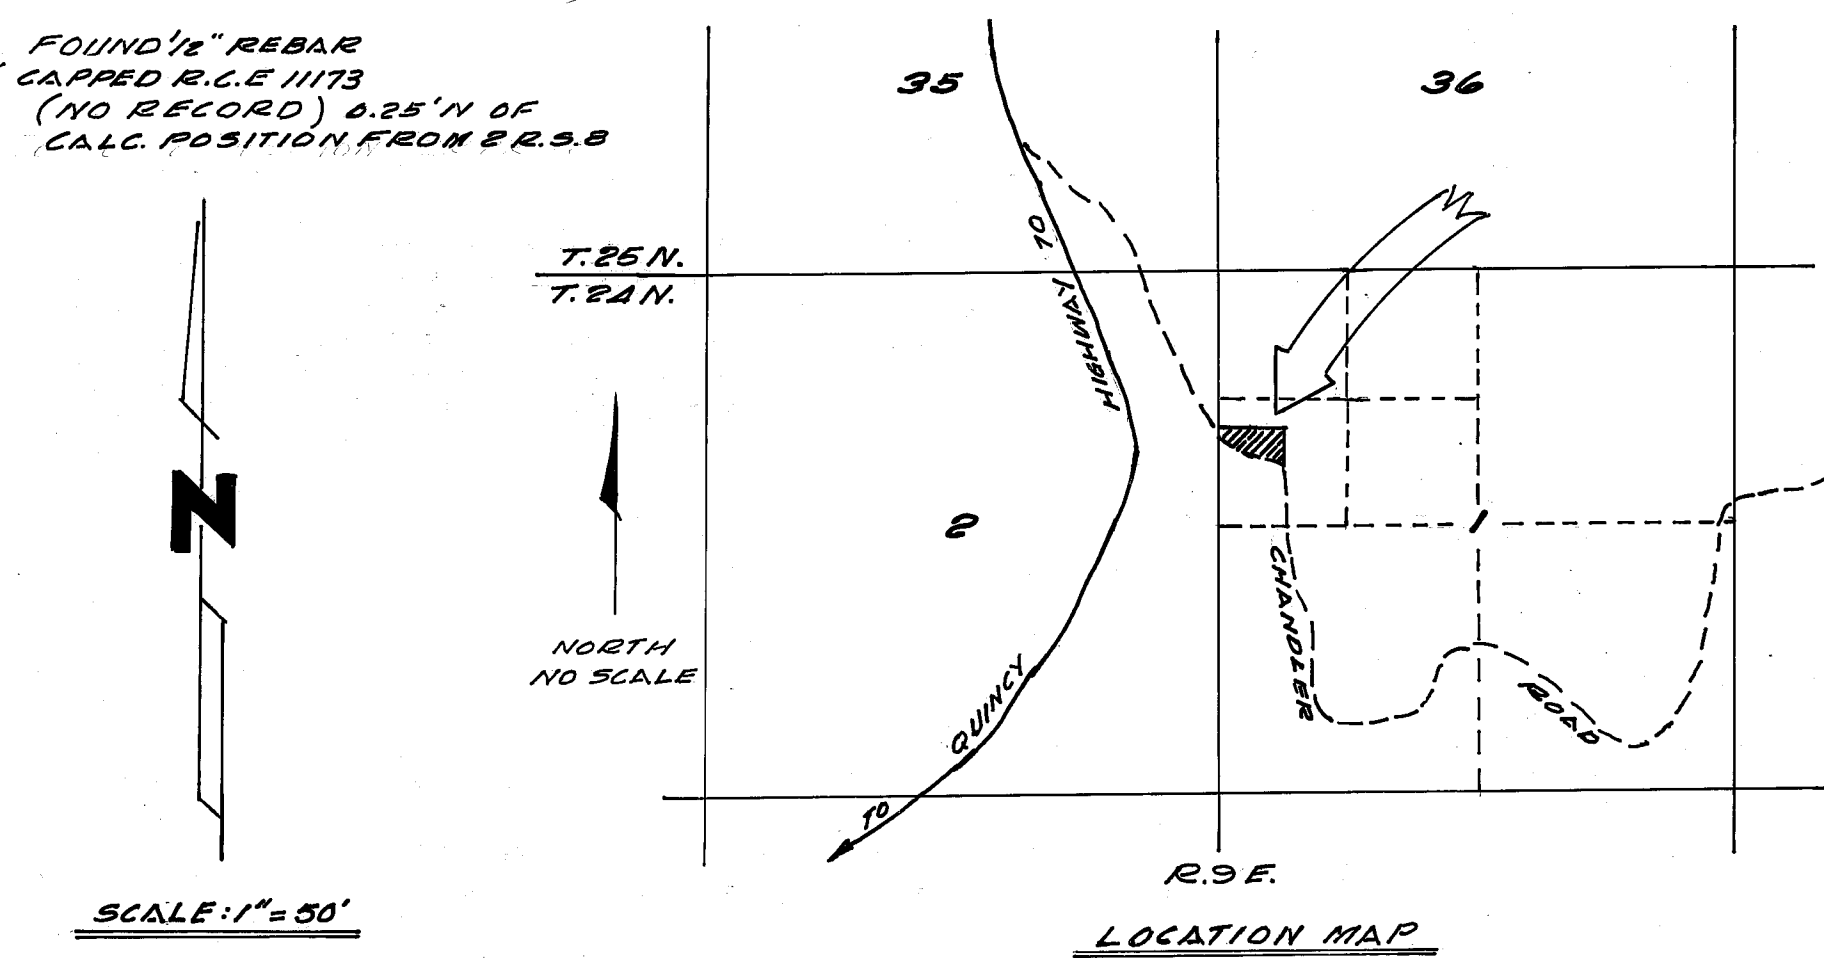 FOUND 1/2" REBAR
CAPPED R.C.E 11173
(NO RECORD) 0.25'N OF
CALC. POSITION FROM 2 R.S. 8
N
SCALE: 1" = 50'
NORTH
NO SCALE
35
36
T. 25 N.
T. 24 N.
HIGHWAY 70
2
1
CHANDLER
ROAD
TO
QUINCY
R. 9 E.
LOCATION MAP